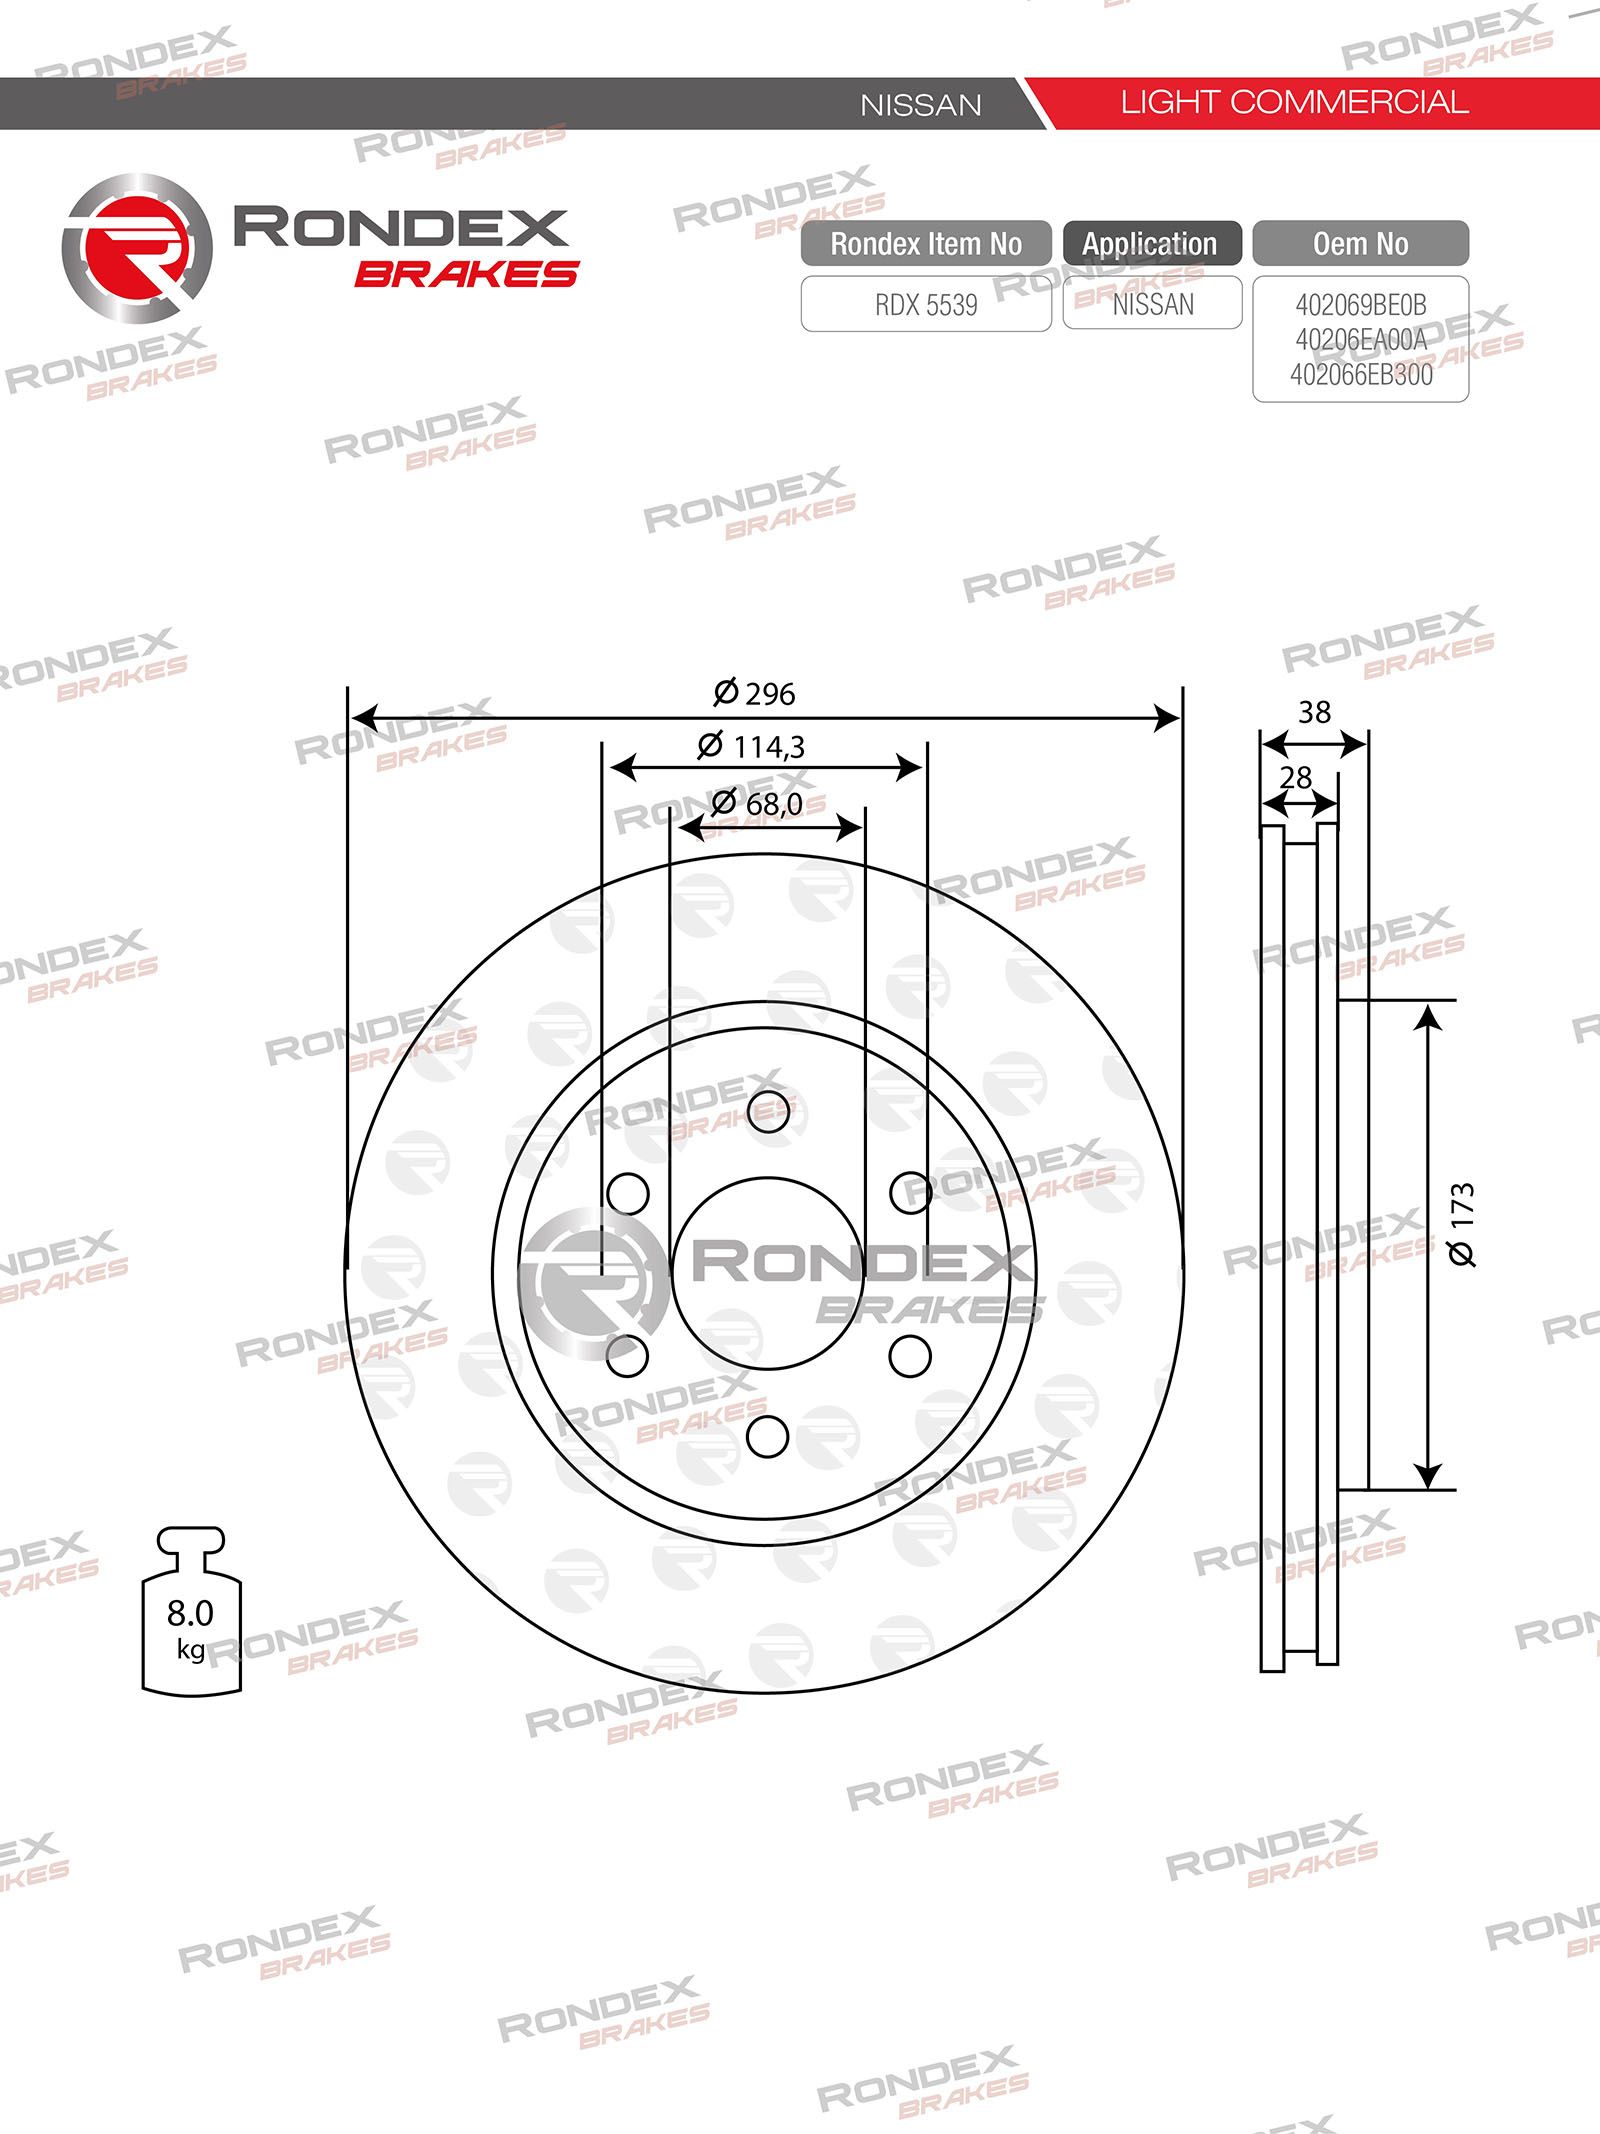 NISSAN
LIGHT COMMERCIAL
RONDEX
BRAKES
Rondex Item No
Application
Oem No
RDX 5539
NISSAN
402069BE0B
40206EA00A
402066EB300
Ø 296
Ø 114,3
Ø 68,0
38
28
Ø 173
RONDEX
BRAKES
8.0
kg